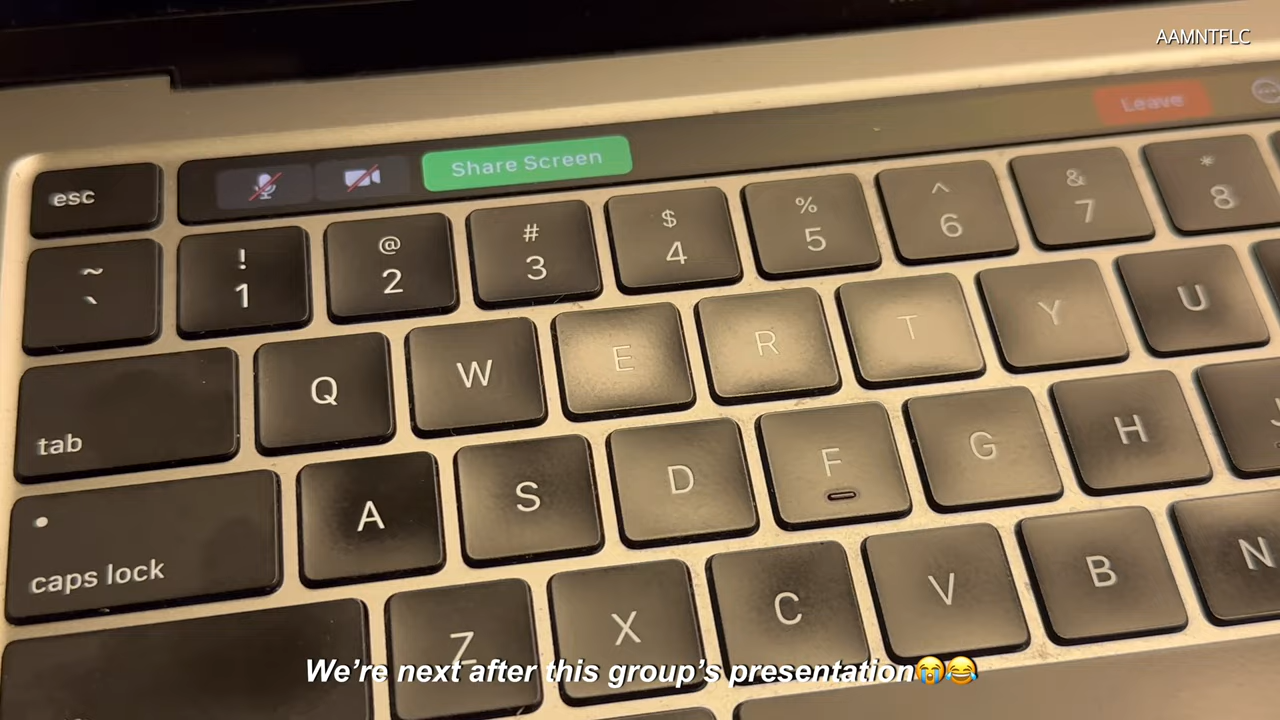 AAMNTFLC
Leave
Share Screen
esc
~ ! @ # $ % ^ & *
` 1 2 3 4 5 6 7 8
tab Q W E R T Y U
caps lock A S D F G H J
Z X C V B N
We’re next after this group’s presentation😭😂